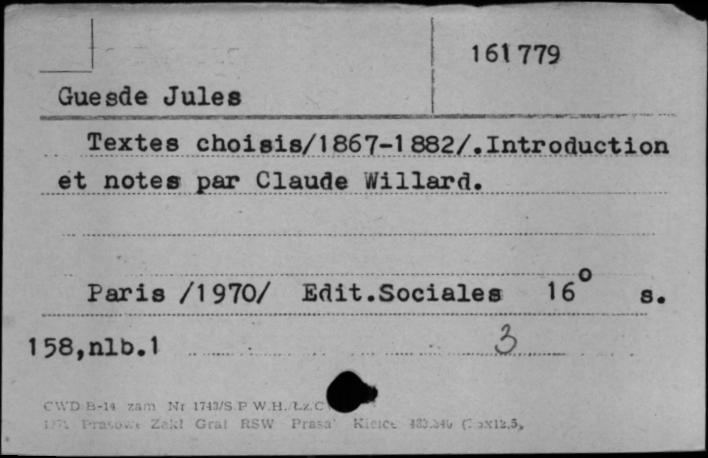 161779
Guesde Jules
Textes choisis/1867-1882/.Introduction
et notes par Claude Willard.
Paris /1970/ Edit.Sociales 16° s.
158,nlb.1 3
CWD B-14 zam Nr 1743/S P W.H./Łz.C
Prasowe Zakł Graf RSW "Prasa" Kielce